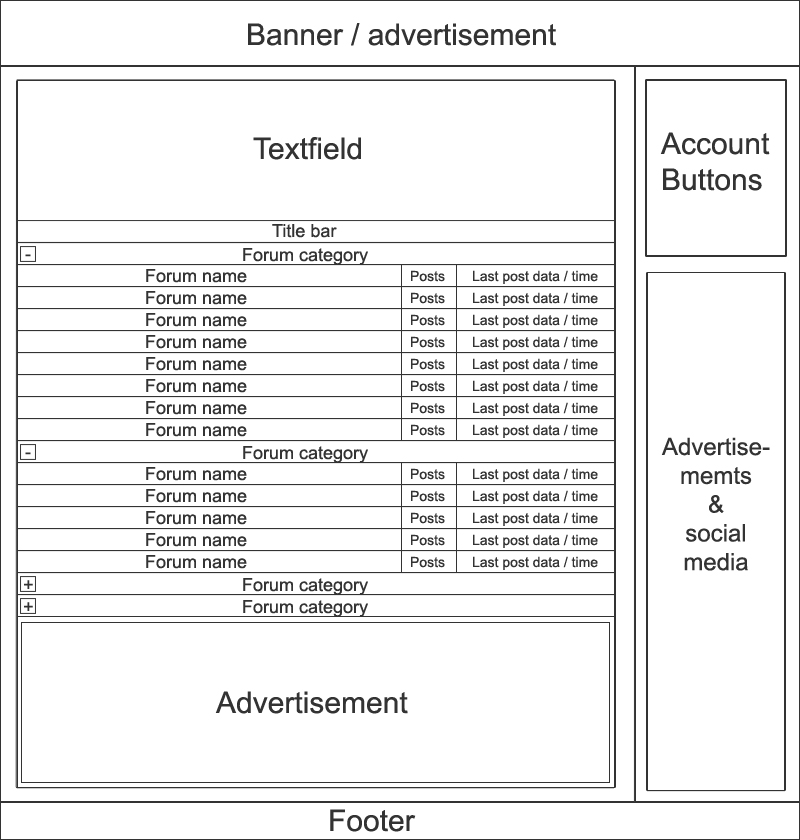 Banner / advertisement
Textfield
Account
Buttons
Title bar
- Forum category
Forum name Posts Last post data / time
Forum name Posts Last post data / time
Forum name Posts Last post data / time
Forum name Posts Last post data / time
Forum name Posts Last post data / time
Forum name Posts Last post data / time
Forum name Posts Last post data / time
Forum name Posts Last post data / time
- Forum category
Forum name Posts Last post data / time
Forum name Posts Last post data / time
Forum name Posts Last post data / time
Forum name Posts Last post data / time
Forum name Posts Last post data / time
+ Forum category
+ Forum category
Advertisement
Advertise-
memts
&
social
media
Footer